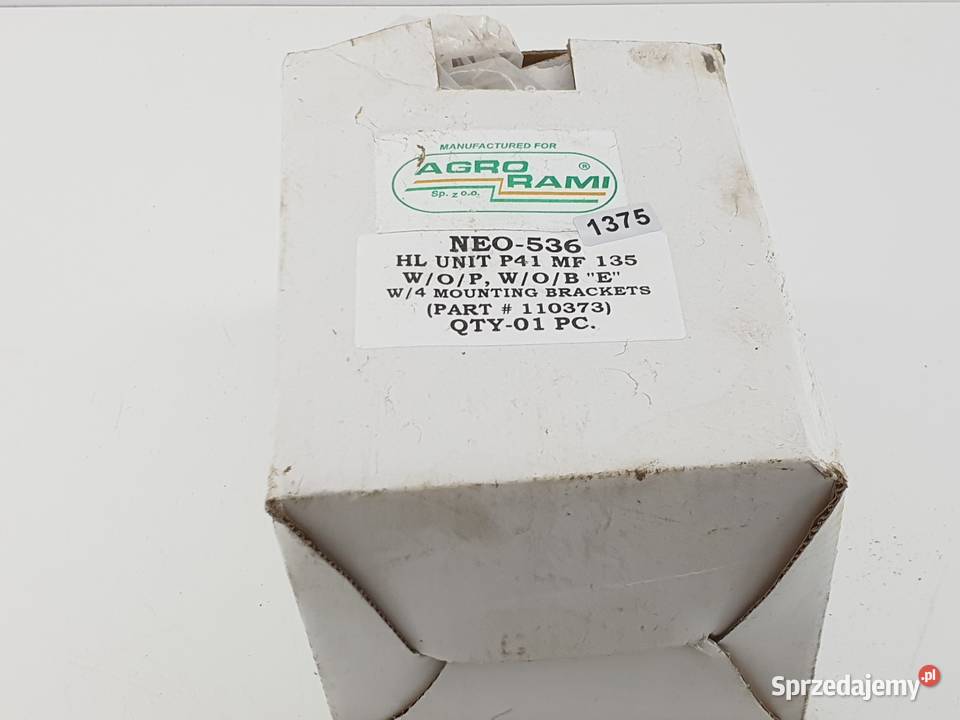 MANUFACTURED FOR
AGRO ®
RAMI
Sp. z o.o.
1375
NEO-536
HL UNIT P41 MF 135
W/O/P, W/O/B "E"
W/4 MOUNTING BRACKETS
(PART # 110373)
QTY-01 PC.
Sprzedajemy.pl